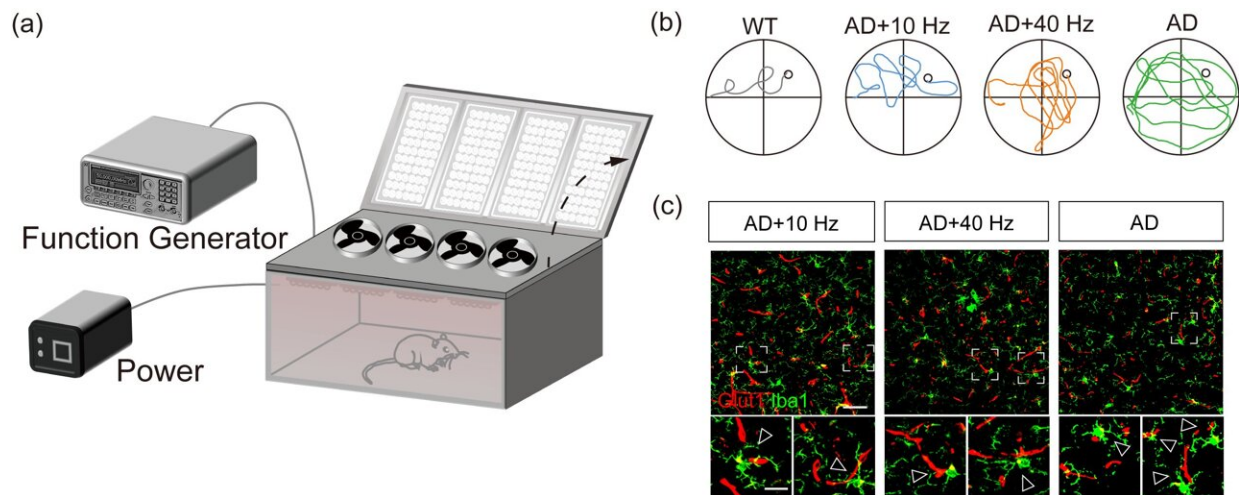 (a)
Function Generator
Power
(b)
WT
AD+10 Hz
AD+40 Hz
AD
(c)
AD+10 Hz
AD+40 Hz
AD
Glut1 Iba1